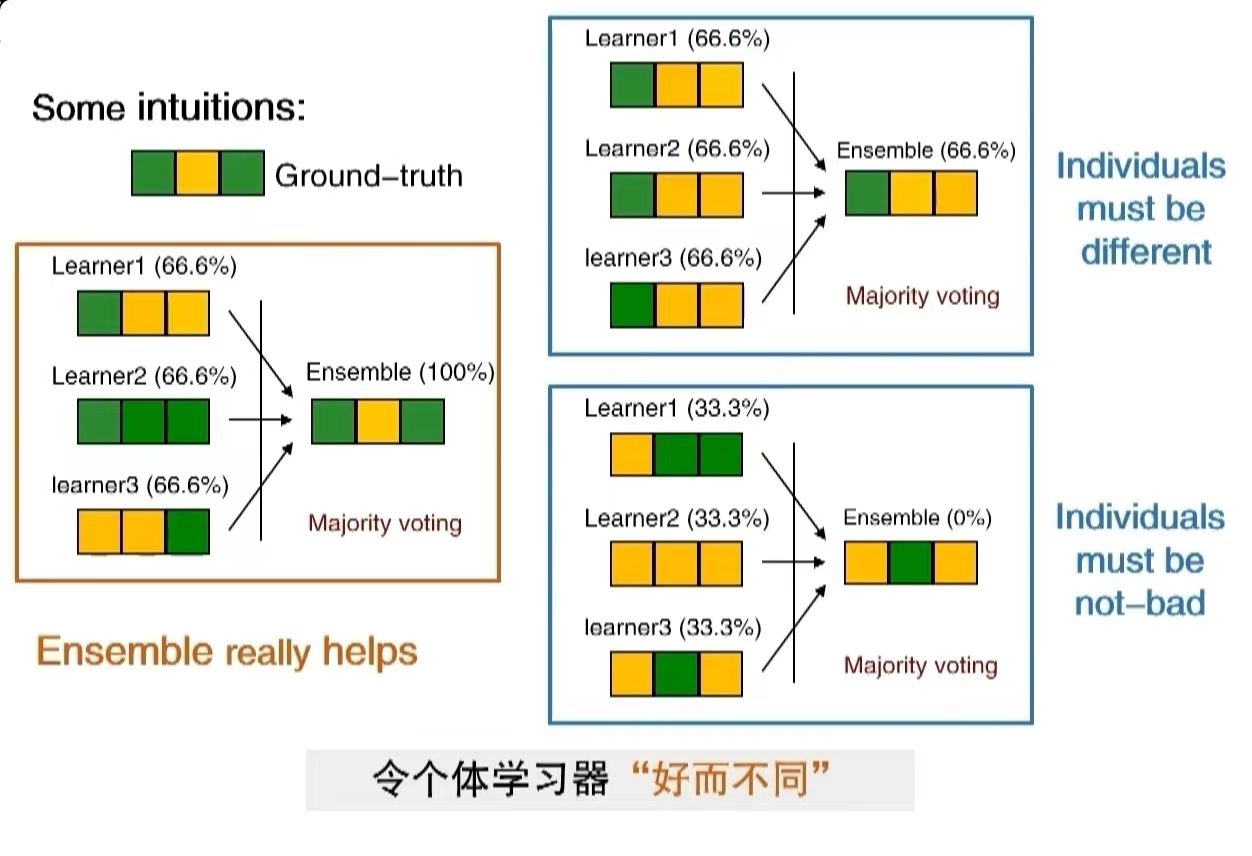 Some intuitions:
Ground-truth
Learner1 (66.6%)
Learner2 (66.6%)
learner3 (66.6%)
Ensemble (100%)
Majority voting
Ensemble really helps
Learner1 (66.6%)
Learner2 (66.6%)
learner3 (66.6%)
Ensemble (66.6%)
Majority voting
Individuals
must be
different
Learner1 (33.3%)
Learner2 (33.3%)
learner3 (33.3%)
Ensemble (0%)
Majority voting
Individuals
must be
not-bad
令个体学习器“好而不同”